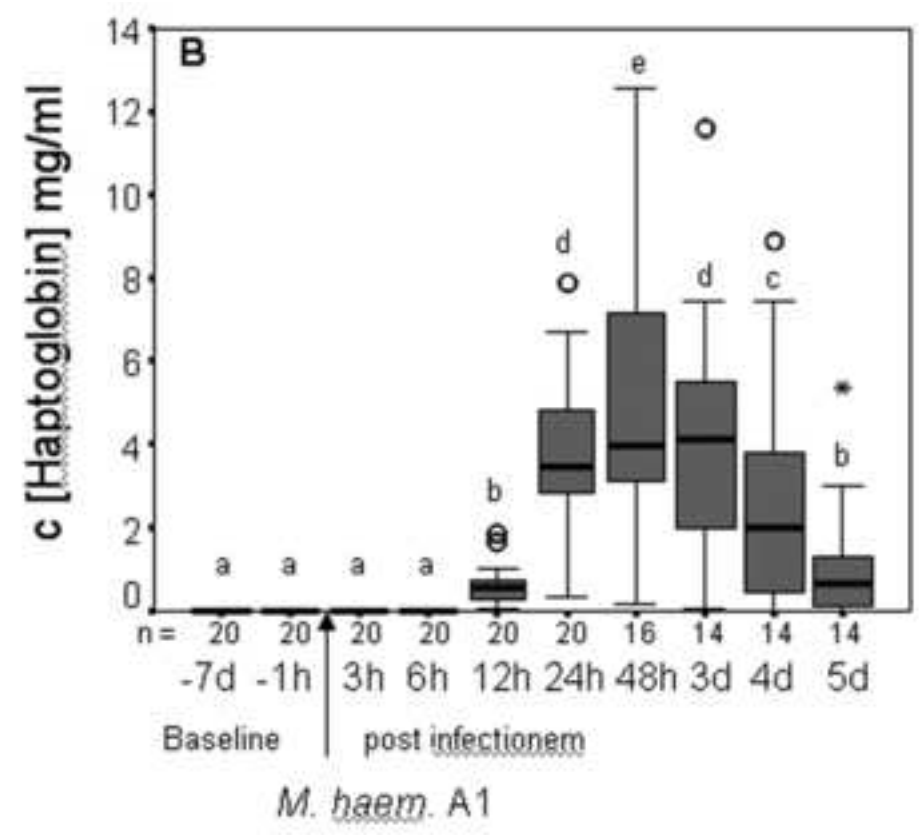 B
c [Haptoglobin] mg/ml
14
12
10
8
6
4
2
0
a a a a b d e d c b
*
n = 20 20 20 20 20 20 16 14 14 14
-7d -1h 3h 6h 12h 24h 48h 3d 4d 5d
Baseline post infectionem
M. haem. A1